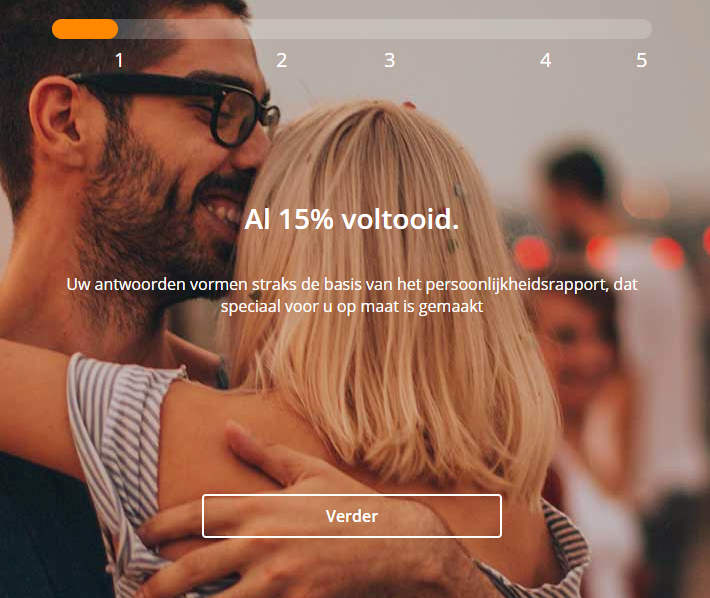 1 2 3 4 5
Al 15% voltooid.
Uw antwoorden vormen straks de basis van het persoonlijkheidsrapport, dat
speciaal voor u op maat is gemaakt
Verder